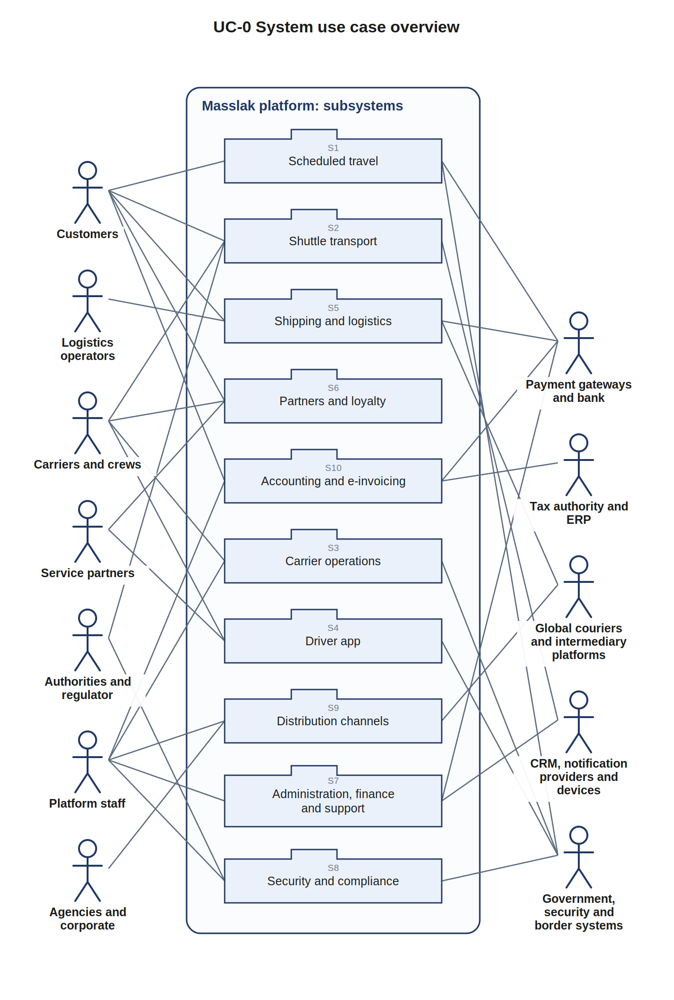 UC-0 System use case overview
Masslak platform: subsystems
S1
Scheduled travel
S2
Shuttle transport
S5
Shipping and logistics
S6
Partners and loyalty
S10
Accounting and e-invoicing
S3
Carrier operations
S4
Driver app
S9
Distribution channels
S7
Administration, finance
and support
S8
Security and compliance
Customers
Logistics
operators
Carriers and crews
Service partners
Authorities and
regulator
Platform staff
Agencies and
corporate
Payment gateways
and bank
Tax authority and
ERP
Global couriers
and intermediary
platforms
CRM, notification
providers and
devices
Government,
security and
border systems